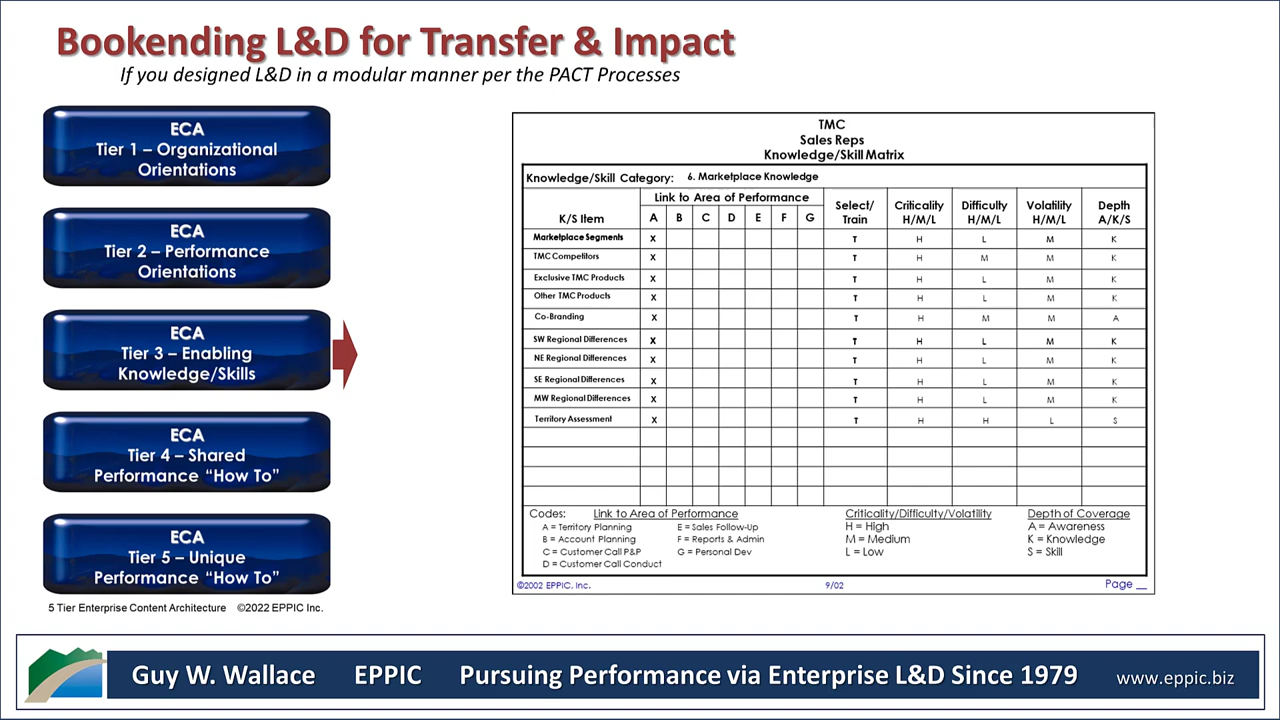 Bookending L&D for Transfer & Impact
If you designed L&D in a modular manner per the PACT Processes
ECA
Tier 1 – Organizational
Orientations
ECA
Tier 2 – Performance
Orientations
ECA
Tier 3 – Enabling
Knowledge/Skills
ECA
Tier 4 – Shared
Performance “How To”
ECA
Tier 5 – Unique
Performance “How To”
5 Tier Enterprise Content Architecture ©2022 EPPIC Inc.
TMC
Sales Reps
Knowledge/Skill Matrix
Knowledge/Skill Category: 6. Marketplace Knowledge
Link to Area of Performance
K/S Item A B C D E F G Select/ Train Criticality H/M/L Difficulty H/M/L Volatility H/M/L Depth A/K/S
Marketplace Segments X T H L M K
TMC Competitors X T H M M K
Exclusive TMC Products X T H L M K
Other TMC Products X T H L M K
Co-Branding X T H M M A
SW Regional Differences X T H L M K
NE Regional Differences X T H L M K
SE Regional Differences X T H L M K
MW Regional Differences X T H L M K
Territory Assessment X T H H L S
Codes: Link to Area of Performance Criticality/Difficulty/Volatility Depth of Coverage
A = Territory Planning E = Sales Follow-Up H = High A = Awareness
B = Account Planning F = Reports & Admin M = Medium K = Knowledge
C = Customer Call P&P G = Personal Dev L = Low S = Skill
D = Customer Call Conduct
©2002 EPPIC, Inc. 9/02 Page __
Guy W. Wallace EPPIC Pursuing Performance via Enterprise L&D Since 1979 www.eppic.biz